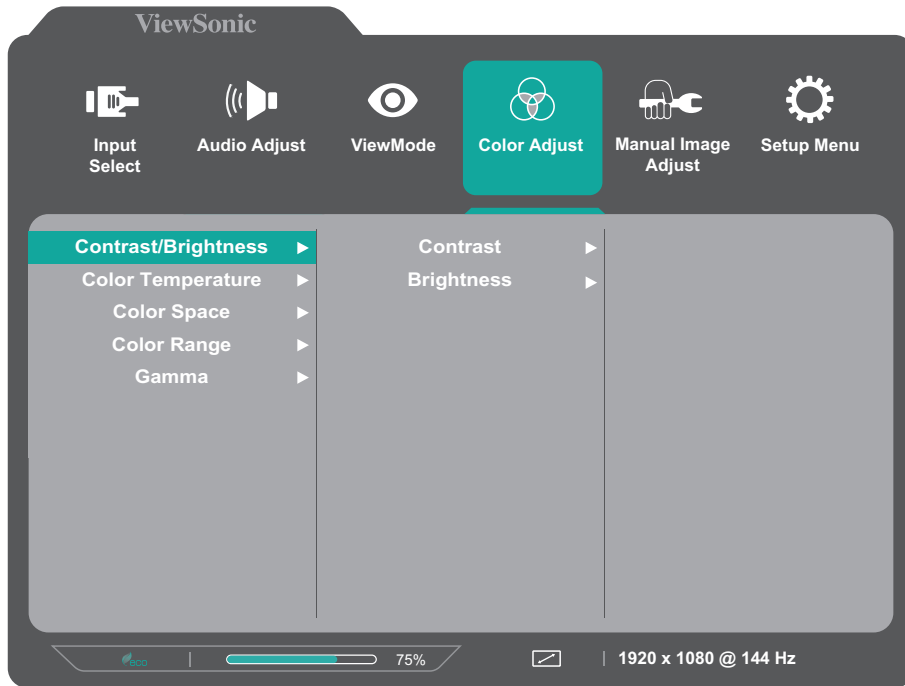 ViewSonic
Input
Select
Audio Adjust
ViewMode
Color Adjust
Manual Image
Adjust
Setup Menu
Contrast/Brightness
Color Temperature
Color Space
Color Range
Gamma
Contrast
Brightness
eco
75%
1920 x 1080 @ 144 Hz